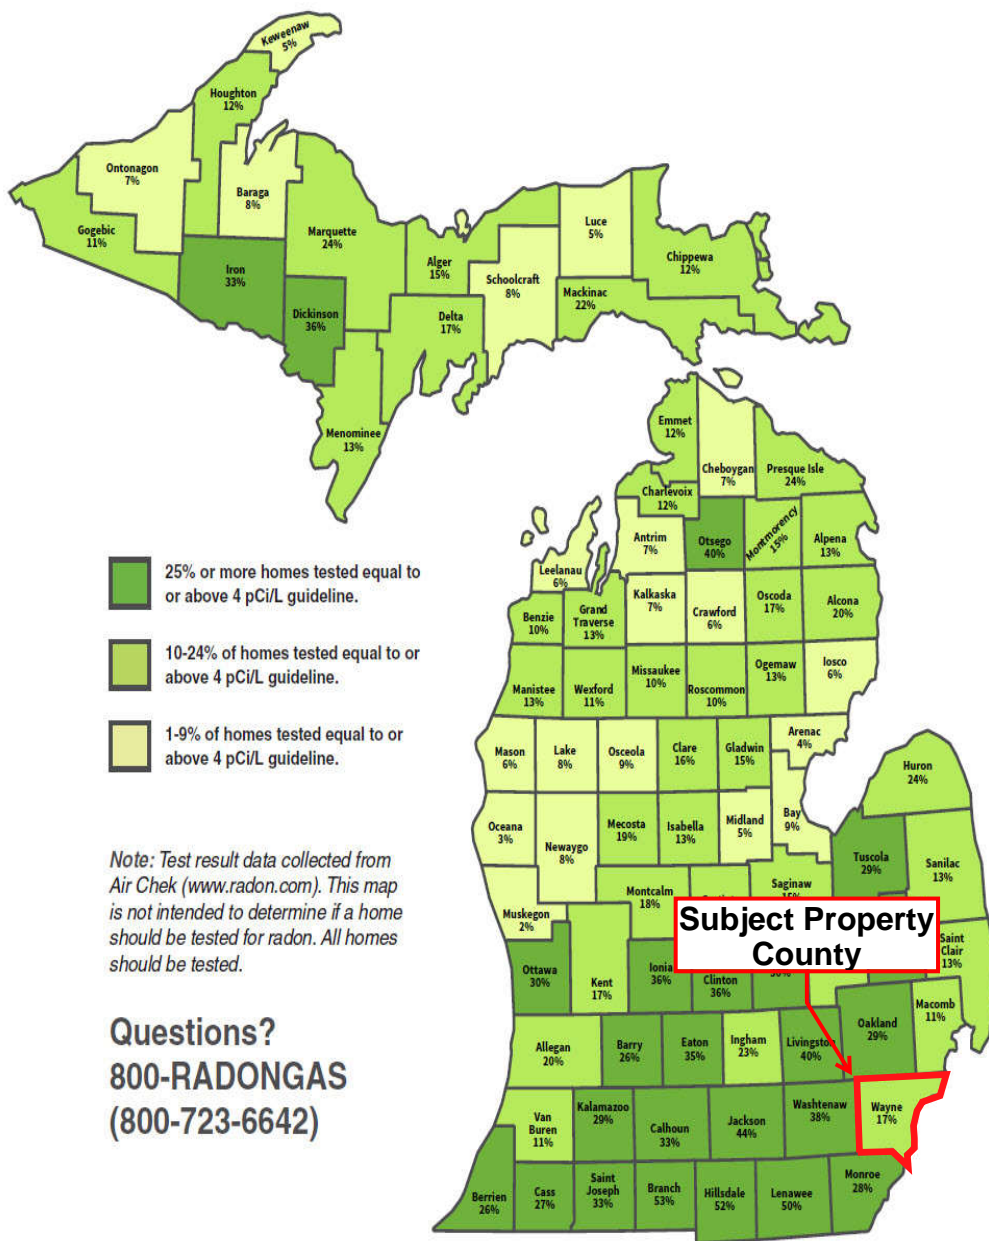 Keweenaw
5%
Houghton
12%
Ontonagon
7%
Baraga
8%
Gogebic
11%
Marquette
24%
Iron
33%
Dickinson
36%
Alger
15%
Luce
5%
Schoolcraft
8%
Chippewa
12%
Mackinac
22%
Delta
17%
Menominee
13%
Emmet
12%
Cheboygan
7%
Presque Isle
24%
Charlevoix
12%
Antrim
7%
Otsego
40%
Montmorency
15%
Alpena
13%
Leelanau
6%
25% or more homes tested equal to
or above 4 pCi/L guideline.
Benzie
10%
Grand
Traverse
13%
Kalkaska
7%
Crawford
6%
Oscoda
17%
Alcona
20%
10-24% of homes tested equal to or
above 4 pCi/L guideline.
Manistee
13%
Wexford
11%
Missaukee
10%
Roscommon
10%
Ogemaw
13%
Iosco
6%
1-9% of homes tested equal to or
above 4 pCi/L guideline.
Mason
6%
Lake
8%
Osceola
9%
Clare
16%
Gladwin
15%
Arenac
4%
Huron
24%
Oceana
3%
Newaygo
8%
Mecosta
19%
Isabella
13%
Midland
5%
Bay
9%
Tuscola
29%
Sanilac
13%
Note: Test result data collected from
Air Chek (www.radon.com). This map
is not intended to determine if a home
should be tested for radon. All homes
should be tested.
Muskegon
2%
Montcalm
18%
Saginaw
Subject Property
County
Ottawa
30%
Kent
17%
Ionia
36%
Clinton
36%
Saint
Clair
13%
Macomb
11%
Questions?
800-RADONGAS
(800-723-6642)
Allegan
20%
Barry
26%
Eaton
35%
Ingham
23%
Livingston
40%
Oakland
29%
Van
Buren
11%
Kalamazoo
29%
Calhoun
33%
Jackson
44%
Washtenaw
38%
Wayne
17%
Berrien
26%
Cass
27%
Saint
Joseph
33%
Branch
53%
Hillsdale
52%
Lenawee
50%
Monroe
28%